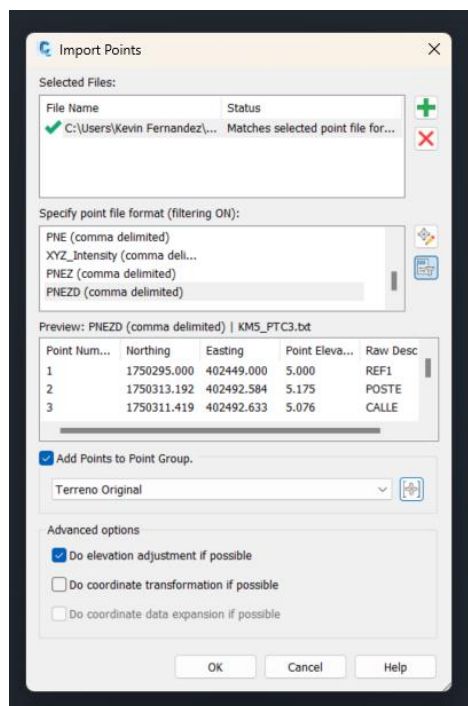 Import Points
Selected Files:
File Name Status
C:\Users\Kevin Fernandez\... Matches selected point file for...
Specify point file format (filtering ON):
PNE (comma delimited)
XYZ_Intensity (comma deli...
PNEZ (comma delimited)
PNEZD (comma delimited)
Preview: PNEZD (comma delimited) | KM5_PTC3.txt
Point Num... Northing Easting Point Eleva... Raw Desc
1 1750295.000 402449.000 5.000 REF1
2 1750313.192 402492.584 5.175 POSTE
3 1750311.419 402492.633 5.076 CALLE
Add Points to Point Group.
Terreno Original
Advanced options
Do elevation adjustment if possible
Do coordinate transformation if possible
Do coordinate data expansion if possible
OK Cancel Help